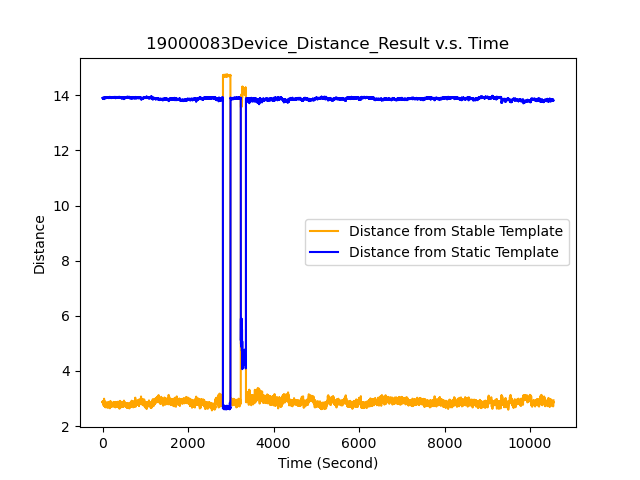 19000083Device_Distance_Result v.s. Time
14
12
10
8
6
4
2
Distance
Distance from Stable Template
Distance from Static Template
0 2000 4000 6000 8000 10000
Time (Second)